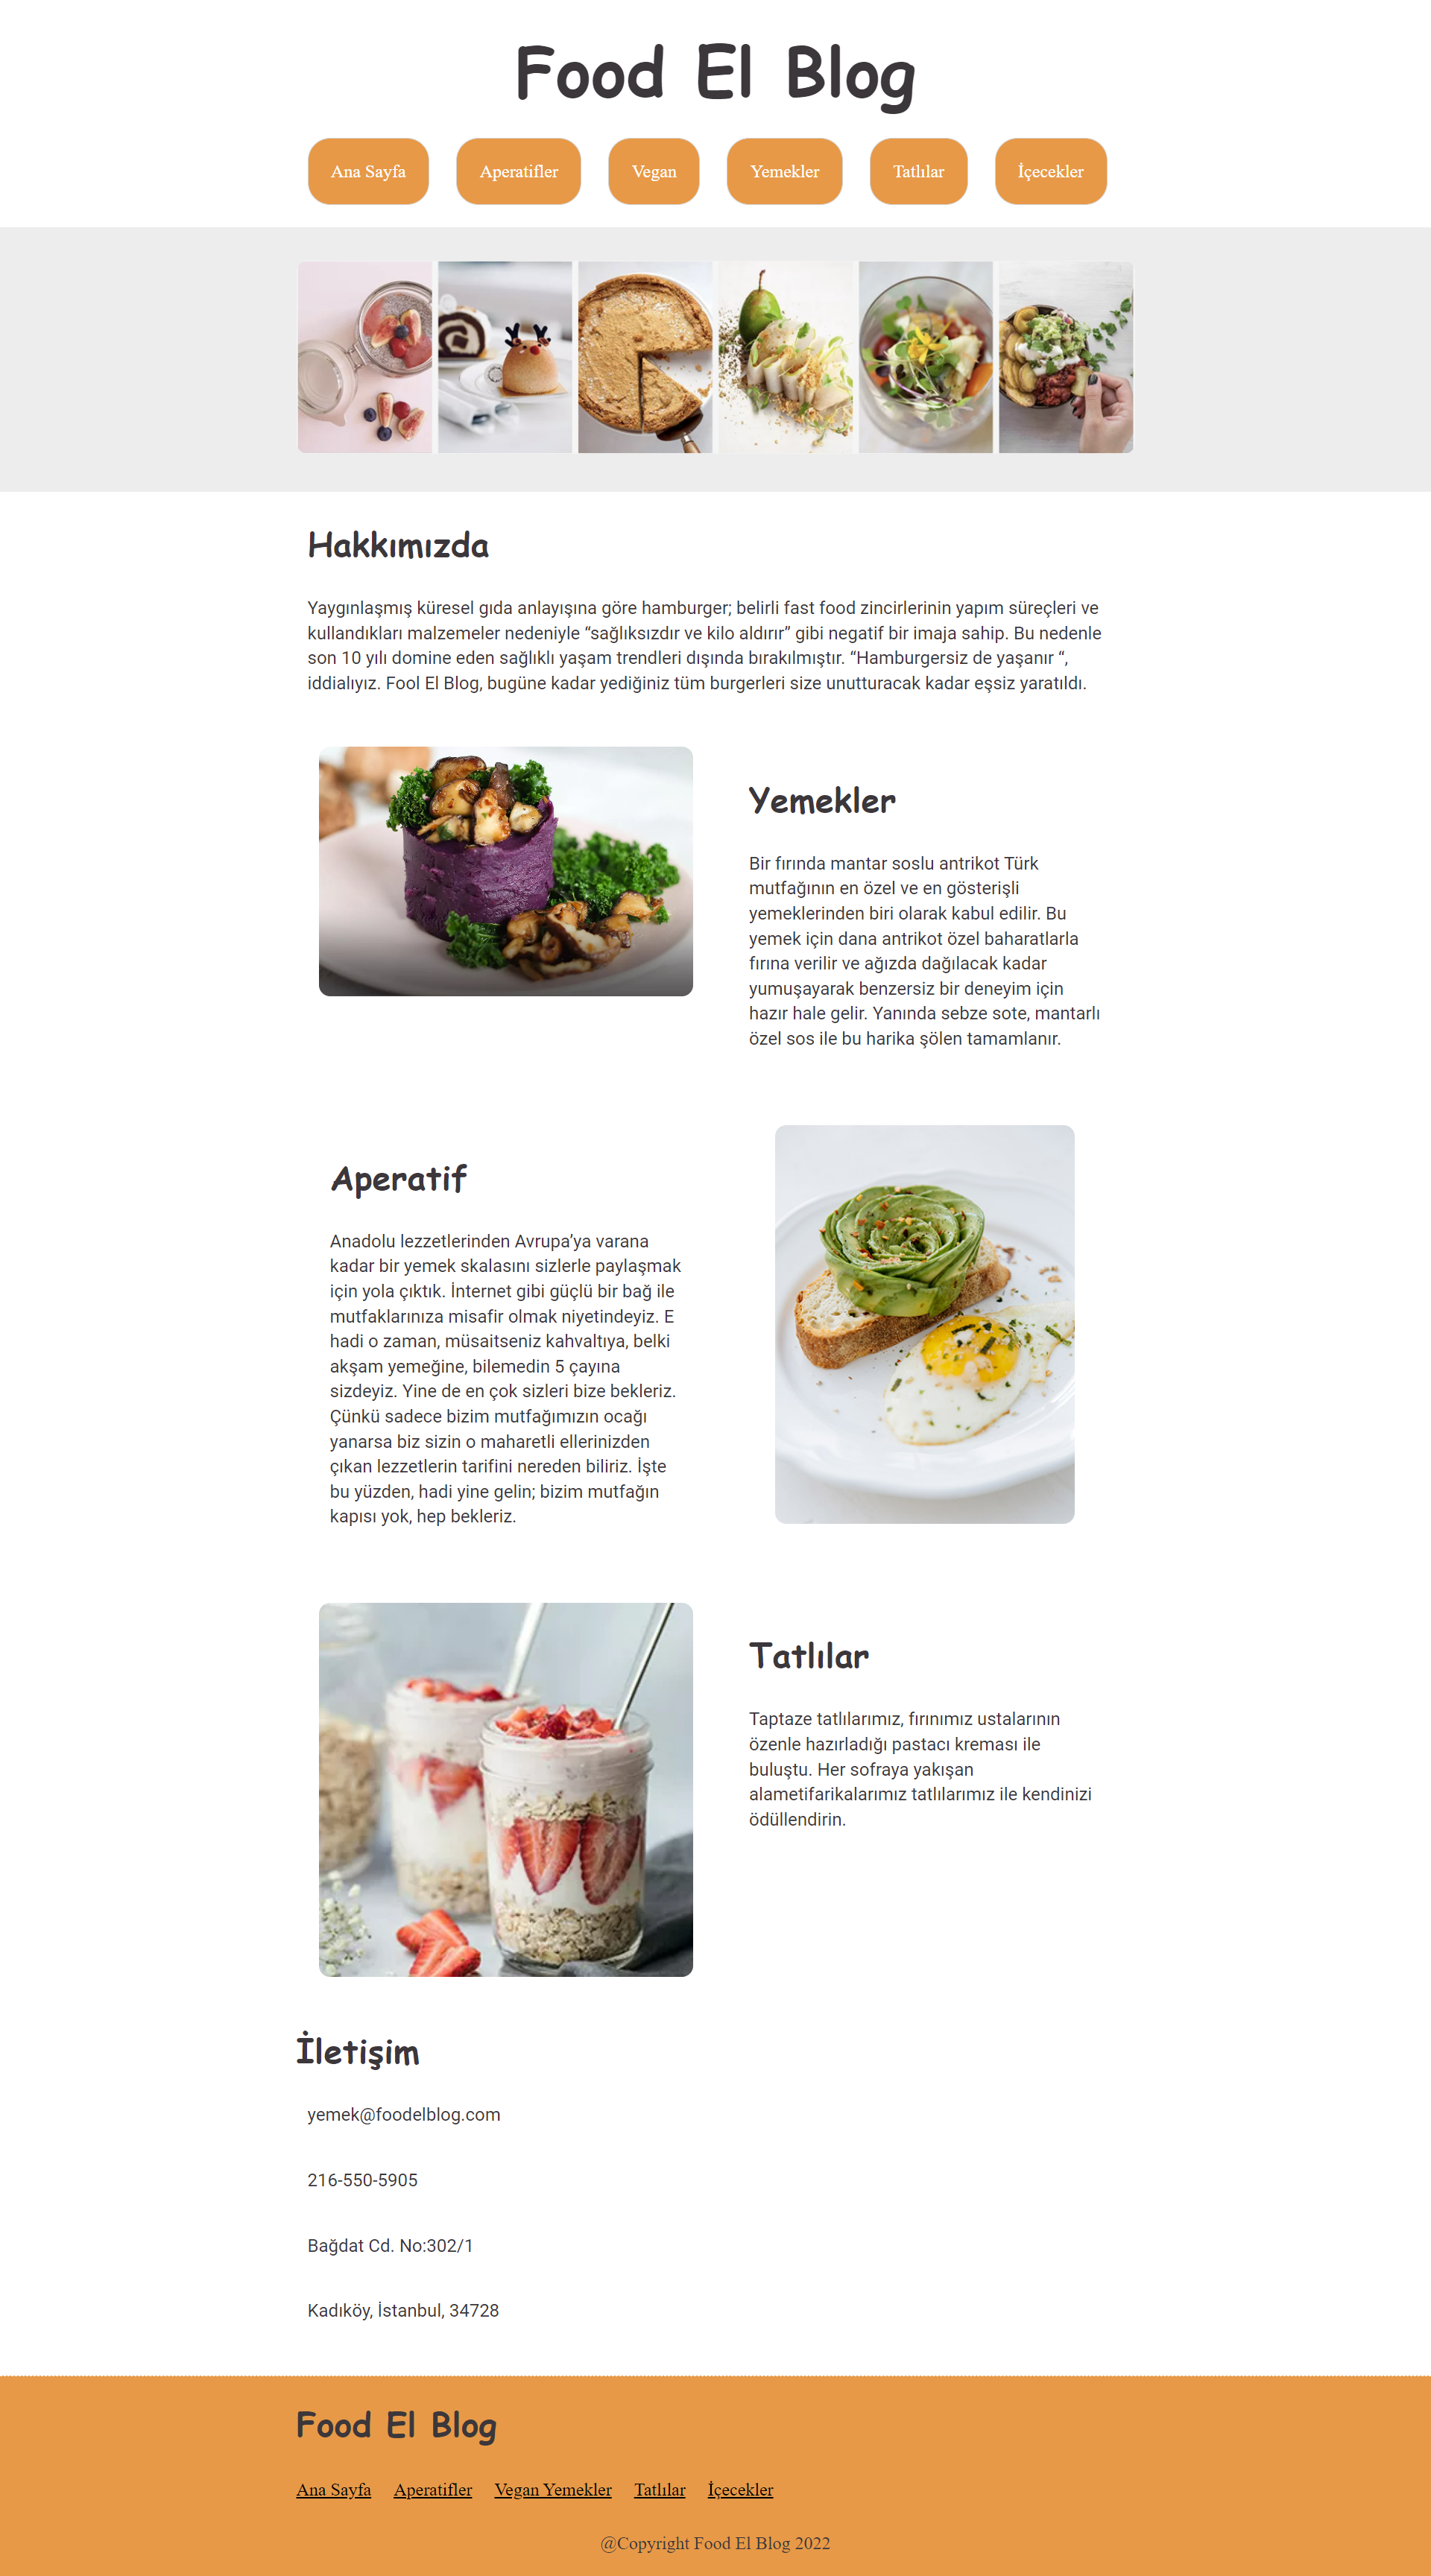 Food El Blog
Ana Sayfa
Aperatifler
Vegan
Yemekler
Tatlılar
İçecekler
Hakkımızda
Yaygınlaşmış küresel gıda anlayışına göre hamburger; belirli fast food zincirlerinin yapım süreçleri ve
kullandıkları malzemeler nedeniyle “sağlıksızdır ve kilo aldırır” gibi negatif bir imaja sahip. Bu nedenle
son 10 yılı domine eden sağlıklı yaşam trendleri dışında bırakılmıştır. “Hamburgersiz de yaşanır “,
iddialıyız. Fool El Blog, bugüne kadar yediğiniz tüm burgerleri size unutturacak kadar eşsiz yaratıldı.
Yemekler
Bir fırında mantar soslu antrikot Türk
mutfağının en özel ve en gösterişli
yemeklerinden biri olarak kabul edilir. Bu
yemek için dana antrikot özel baharatlarla
fırına verilir ve ağızda dağılacak kadar
yumuşayarak benzersiz bir deneyim için
hazır hale gelir. Yanında sebze sote, mantarlı
özel sos ile bu harika şölen tamamlanır.
Aperatif
Anadolu lezzetlerinden Avrupa’ya varana
kadar bir yemek skalasını sizlerle paylaşmak
için yola çıktık. İnternet gibi güçlü bir bağ ile
mutfaklarınıza misafir olmak niyetindeyiz. E
hadi o zaman, müsaitseniz kahvaltıya, belki
akşam yemeğine, bilemedin 5 çayına
sizdeyiz. Yine de en çok sizleri bize bekleriz.
Çünkü sadece bizim mutfağımızın ocağı
yanarsa biz sizin o maharetli ellerinizden
çıkan lezzetlerin tarifini nereden biliriz. İşte
bu yüzden, hadi yine gelin; bizim mutfağın
kapısı yok, hep bekleriz.
Tatlılar
Taptaze tatlılarımız, fırınımız ustalarının
özenle hazırladığı pastacı kreması ile
buluştu. Her sofraya yakışan
alametifarikalarımız tatlılarımız ile kendinizi
ödüllendirin.
İletişim
yemek@foodelblog.com
216-550-5905
Bağdat Cd. No:302/1
Kadıköy, İstanbul, 34728
Food El Blog
Ana Sayfa Aperatifler Vegan Yemekler Tatlılar İçecekler
@Copyright Food El Blog 2022